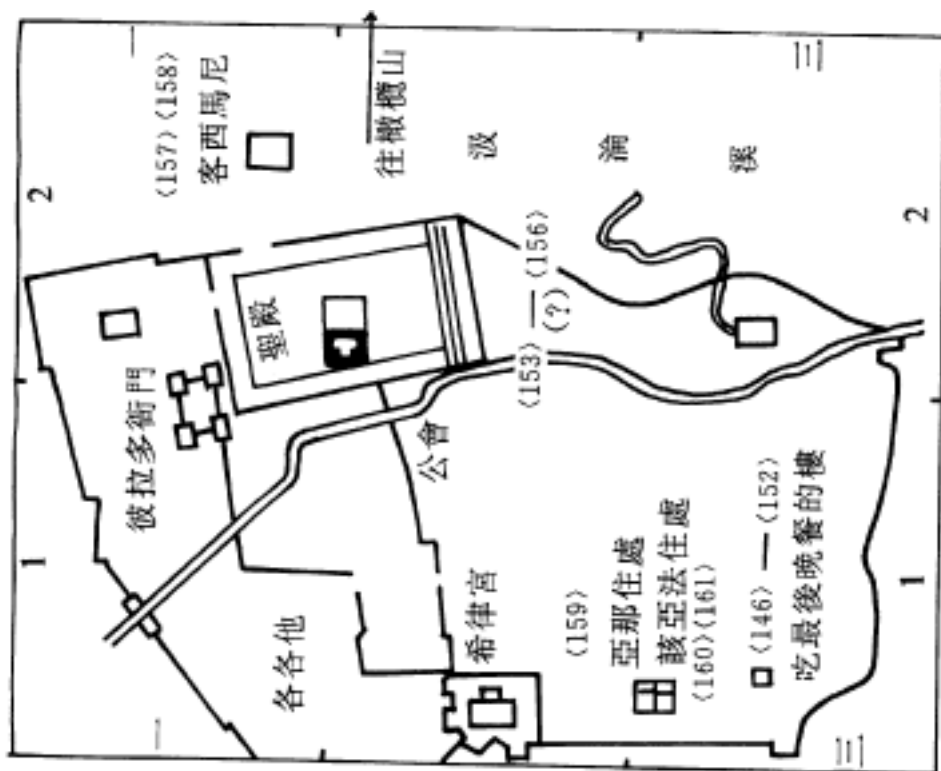 一
三
2
2
1
1
一
三
〈157〉〈158〉
客西馬尼
往橄欖山
汲淪溪
聖殿
〈153〉—〈156〉
(?)
彼拉多衙門
公會
各各他
希律宮
〈159〉
亞那住處
該亞法住處
〈160〉〈161〉
〈146〉—〈152〉
吃最後晚餐的樓